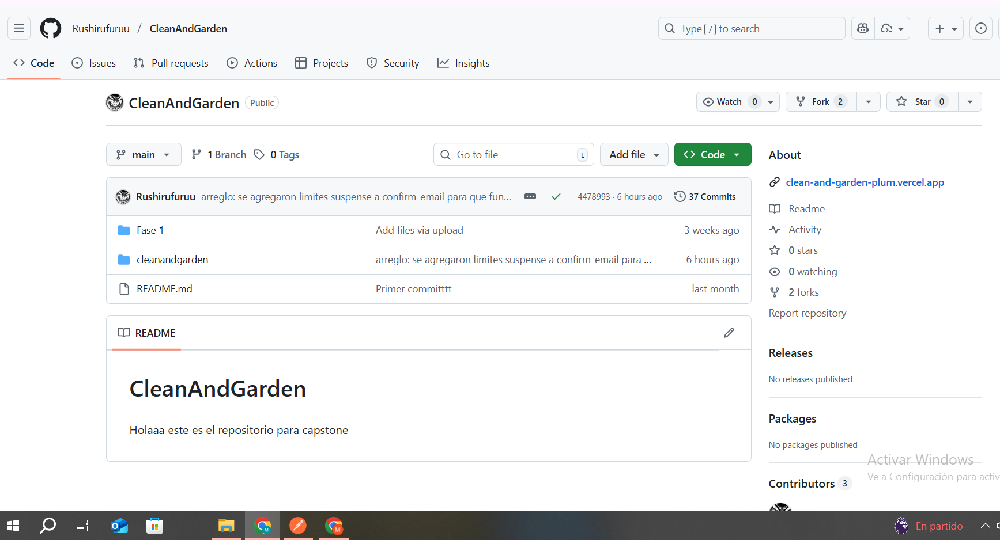 Rushirufuruu / CleanAndGarden
Type / to search
Code Issues Pull requests Actions Projects Security Insights
CleanAndGarden Public
Watch 0 Fork 2 Star 0
main 1 Branch 0 Tags Go to file t Add file Code
Rushirufuruu arreglo: se agregaron limites suspense a confirm-email para que fun... 4478993 · 6 hours ago 37 Commits
Fase 1 Add files via upload 3 weeks ago
cleanandgarden arreglo: se agregaron limites suspense a confirm-email para ... 6 hours ago
README.md Primer committtt last month
README
CleanAndGarden
Holaaa este es el repositorio para capstone
About
clean-and-garden-plum.vercel.app
Readme
Activity
0 stars
0 watching
2 forks
Report repository
Releases
No releases published
Packages
No packages published
Contributors 3
Activar Windows
Ve a Configuración para activ
En partido